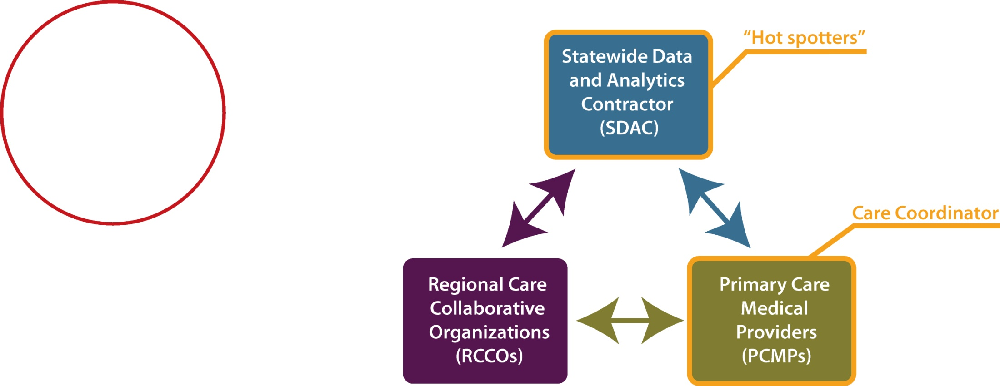 “Hot spotters”
Statewide Data
and Analytics
Contractor
(SDAC)
Care Coordinator
Regional Care
Collaborative
Organizations
(RCCOs)
Primary Care
Medical
Providers
(PCMPs)